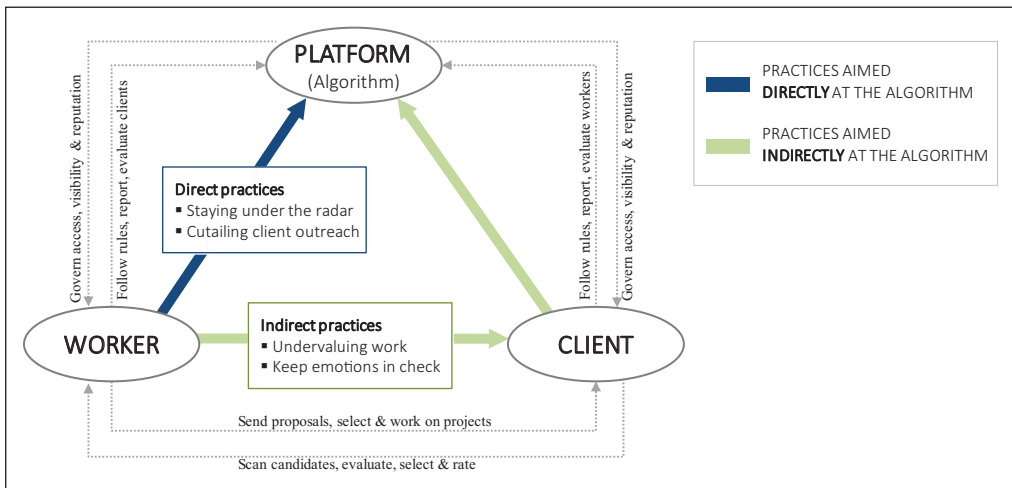 PLATFORM
(Algorithm)
PRACTICES AIMED
DIRECTLY AT THE ALGORITHM
PRACTICES AIMED
INDIRECTLY AT THE ALGORITHM
Govern access, visibility & reputation
Follow rules, report, evaluate clients
Follow rules, report, evaluate workers
Govern access, visibility & reputation
Direct practices
▪ Staying under the radar
▪ Cutailing client outreach
WORKER
Indirect practices
▪ Undervaluing work
▪ Keep emotions in check
CLIENT
Send proposals, select & work on projects
Scan candidates, evaluate, select & rate